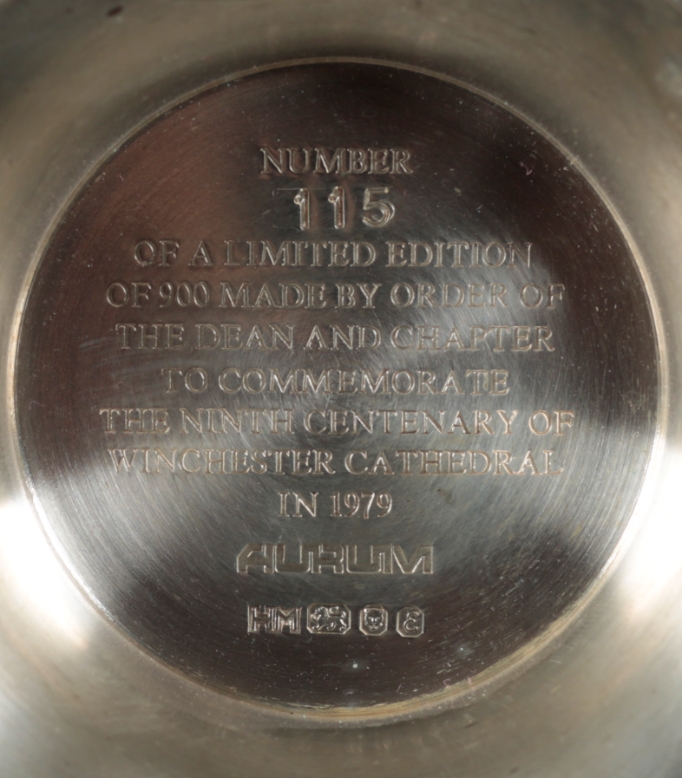 NUMBER
115
OF A LIMITED EDITION
OF 900 MADE BY ORDER OF
THE DEAN AND CHAPTER
TO COMMEMORATE
THE NINTH CENTENARY OF
WINCHESTER CATHEDRAL
IN 1979
AURUM
HM